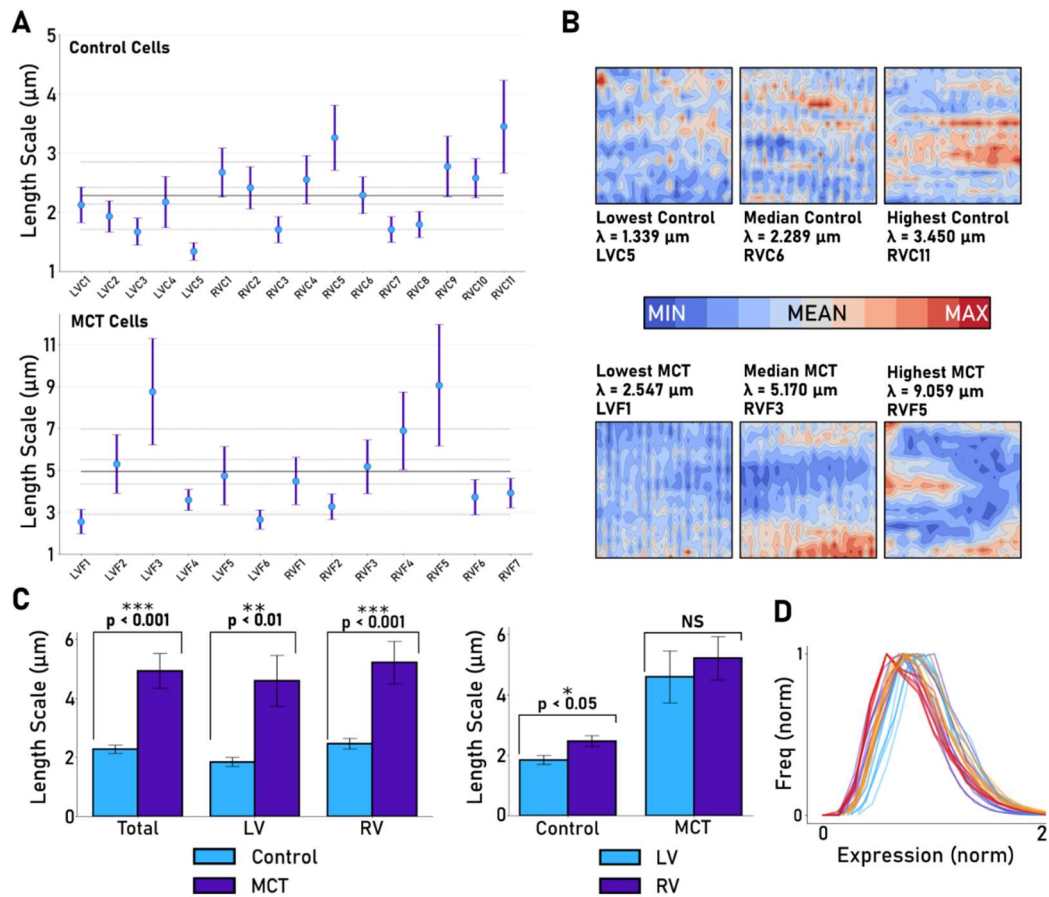 A
Control Cells
Length Scale (μm)
5
4
3
2
1
LVC1 LVC2 LVC3 LVC4 LVC5 RVC1 RVC2 RVC3 RVC4 RVC5 RVC6 RVC7 RVC8 RVC9 RVC10 RVC11
MCT Cells
Length Scale (μm)
11
9
7
5
3
1
LVF1 LVF2 LVF3 LVF4 LVF5 LVF6 RVF1 RVF2 RVF3 RVF4 RVF5 RVF6 RVF7
B
Lowest Control
λ = 1.339 μm
LVC5
Median Control
λ = 2.289 μm
RVC6
Highest Control
λ = 3.450 μm
RVC11
MIN MEAN MAX
Lowest MCT
λ = 2.547 μm
LVF1
Median MCT
λ = 5.170 μm
RVF3
Highest MCT
λ = 9.059 μm
RVF5
C
Length Scale (μm)
6
4
2
0
***
p < 0.001
**
p < 0.01
***
p < 0.001
Total LV RV
Control
MCT
Length Scale (μm)
6
4
2
0
*
p < 0.05
NS
Control MCT
LV
RV
D
Freq (norm)
1
0
0 2
Expression (norm)